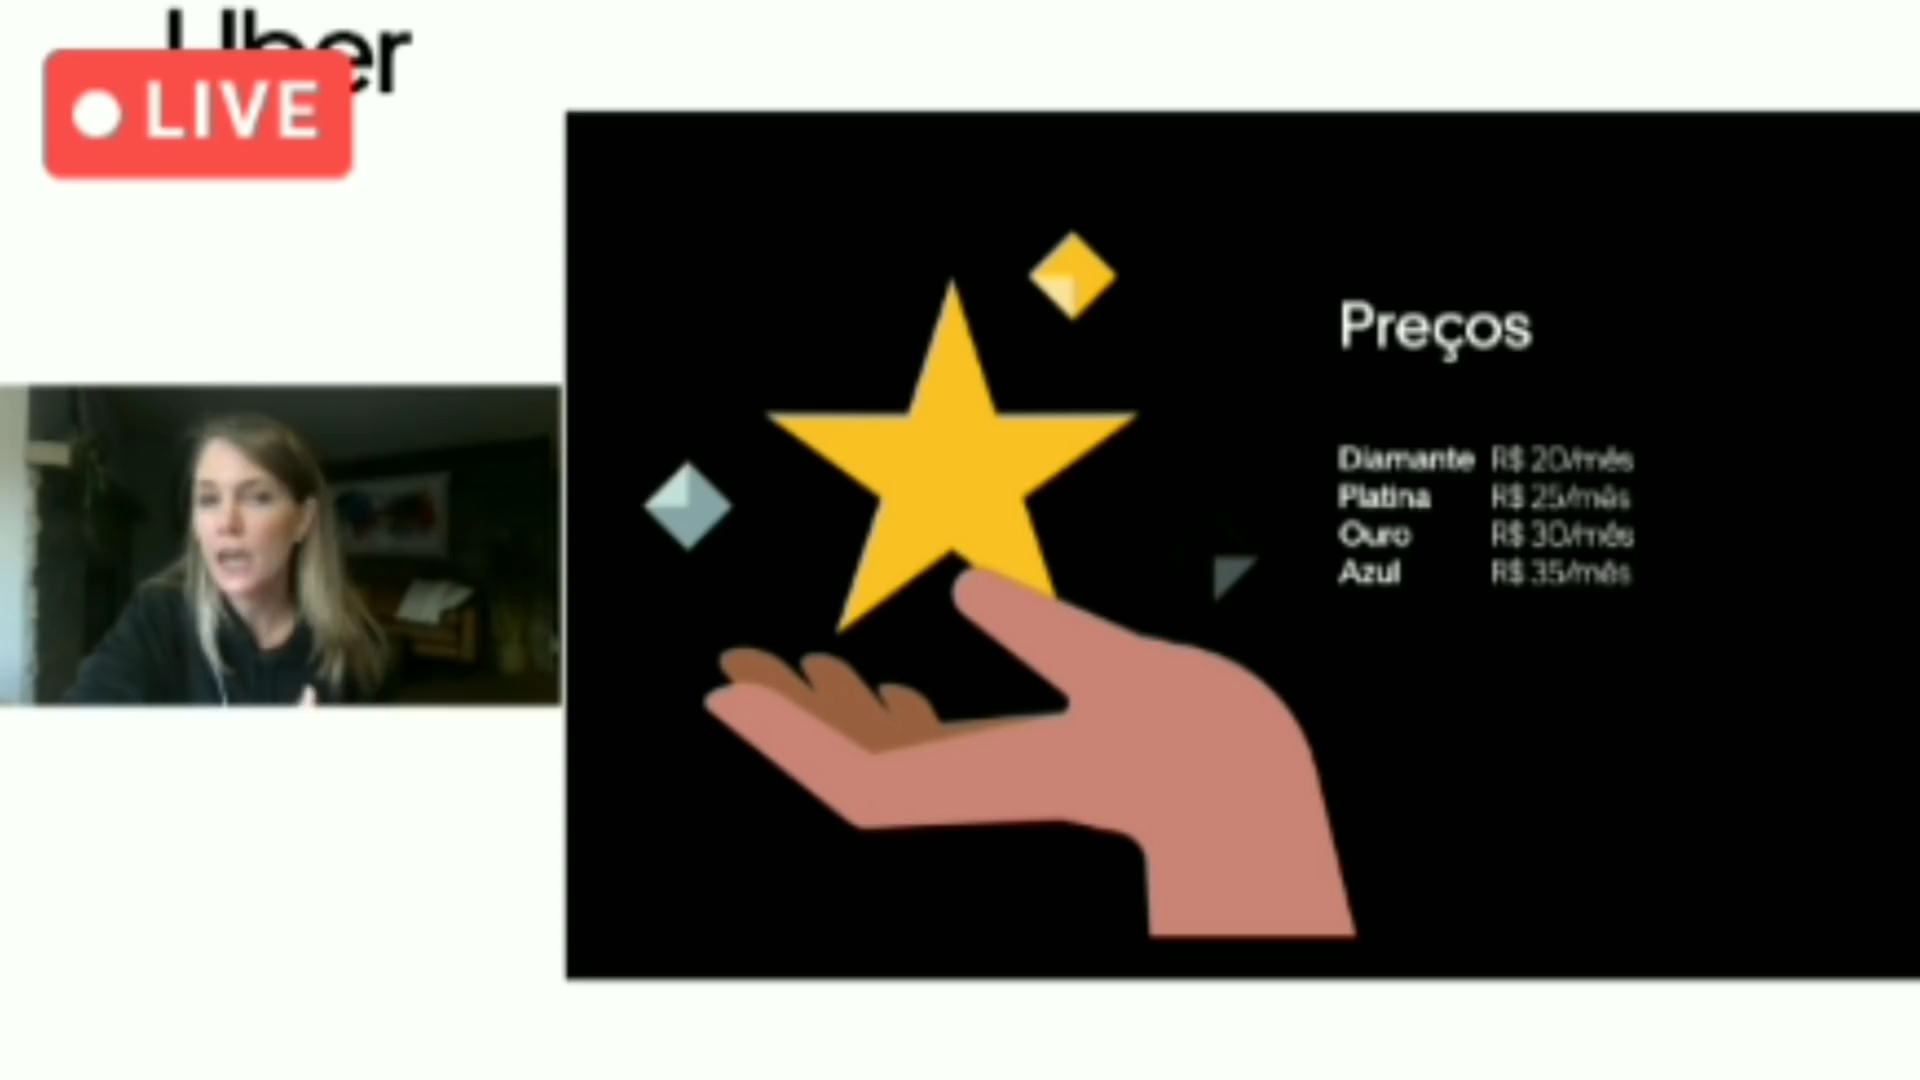 Uber
LIVE
Preços
Diamante R$ 20/mês
Platina R$ 25/mês
Ouro R$ 30/mês
Azul R$ 35/mês